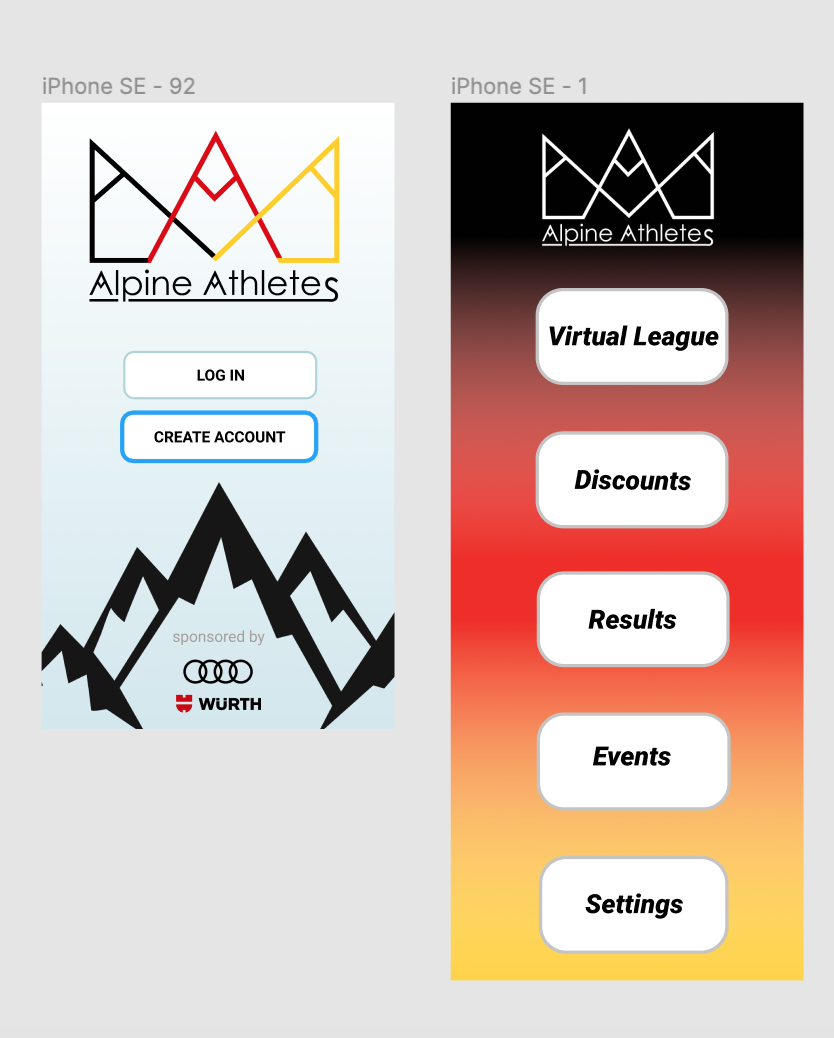 iPhone SE - 92
Alpine Athletes
LOG IN
CREATE ACCOUNT
sponsored by
WÜRTH
iPhone SE - 1
Alpine Athletes
Virtual League
Discounts
Results
Events
Settings